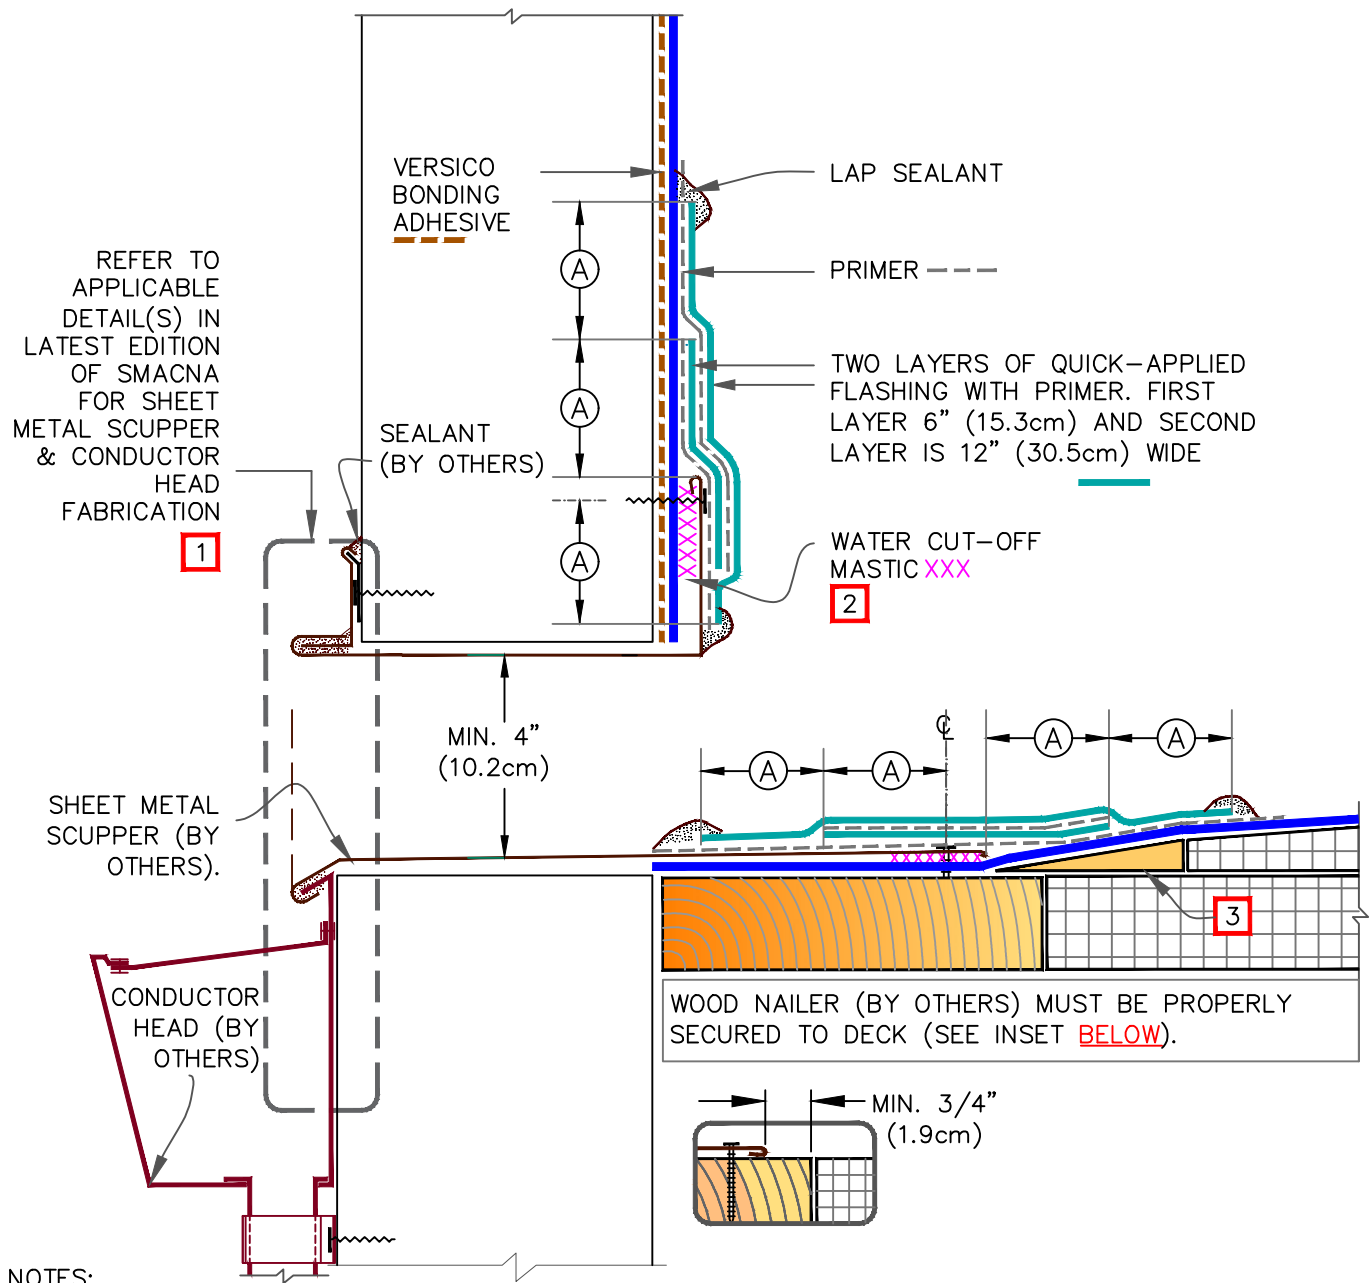 VERSICO
BONDING
ADHESIVE
LAP SEALANT
REFER TO
APPLICABLE
DETAIL(S) IN
LATEST EDITION
OF SMACNA
FOR SHEET
METAL SCUPPER
& CONDUCTOR
HEAD
FABRICATION
1
A
PRIMER
A
TWO LAYERS OF QUICK-APPLIED
FLASHING WITH PRIMER. FIRST
LAYER 6” (15.3cm) AND SECOND
LAYER IS 12” (30.5cm) WIDE
SEALANT
(BY OTHERS)
A
WATER CUT-OFF
MASTIC XXX
2
MIN. 4”
(10.2cm)
℄
A
A
A
A
SHEET METAL
SCUPPER (BY
OTHERS).
3
CONDUCTOR
HEAD (BY
OTHERS)
WOOD NAILER (BY OTHERS) MUST BE PROPERLY
SECURED TO DECK (SEE INSET BELOW).
MIN. 3/4”
(1.9cm)
NOTES: